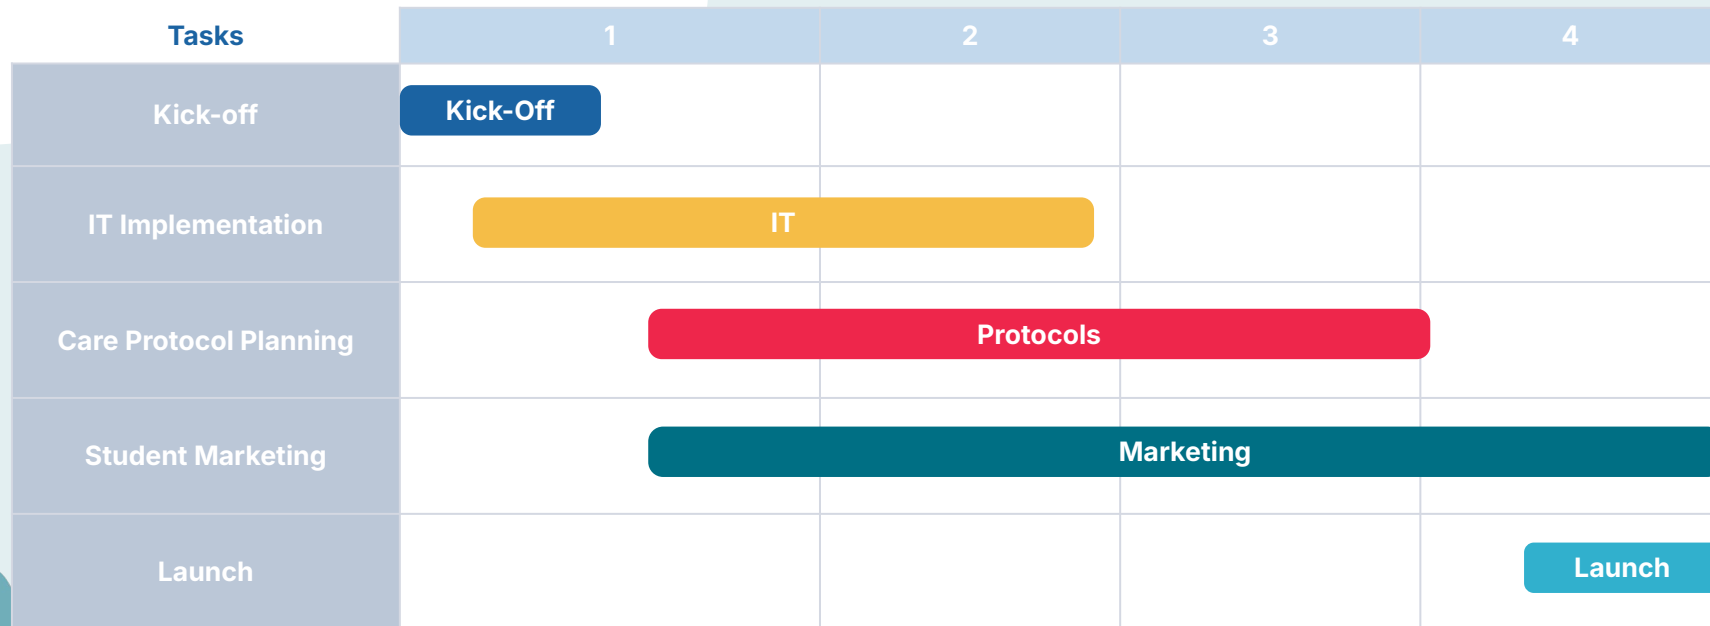 Tasks
1
2
3
4
Kick-off
Kick-Off
IT Implementation
IT
Care Protocol Planning
Protocols
Student Marketing
Marketing
Launch
Launch